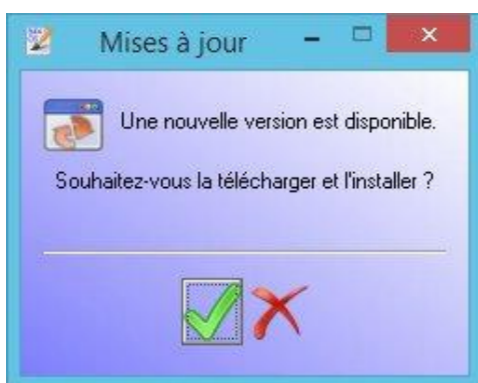 Mises à jour
Une nouvelle version est disponible.
Souhaitez-vous la télécharger et l'installer ?